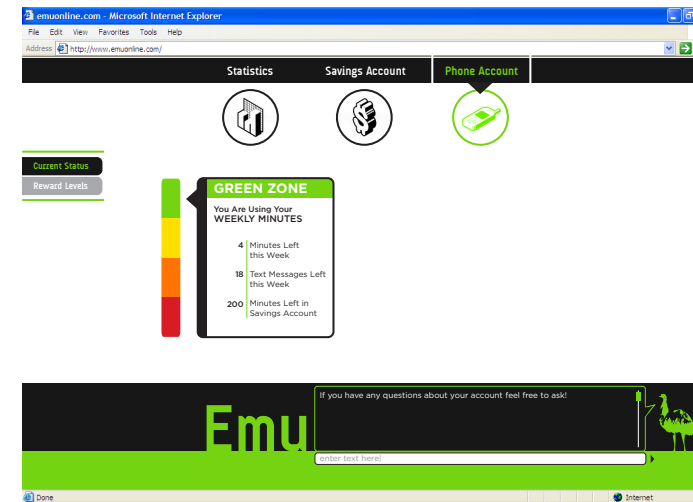 emuonline.com - Microsoft Internet Explorer
File Edit View Favorites Tools Help
Address http://www.emuonline.com/
Statistics Savings Account Phone Account
Current Status
Reward Levels
GREEN ZONE
You Are Using Your
WEEKLY MINUTES
4 Minutes Left
this Week
18 Text Messages Left
this Week
200 Minutes Left in
Savings Account
If you have any questions about your account feel free to ask!
Emu
enter text here
Done Internet